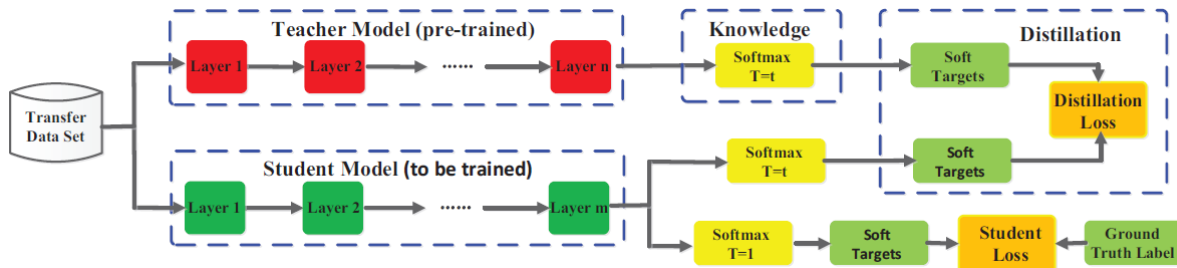 Teacher Model (pre-trained)
Layer 1
Layer 2
......
Layer n
Knowledge
Softmax
T=t
Distillation
Soft
Targets
Distillation
Loss
Transfer
Data Set
Student Model (to be trained)
Layer 1
Layer 2
......
Layer m
Softmax
T=t
Soft
Targets
Softmax
T=1
Soft
Targets
Student
Loss
Ground
Truth Label